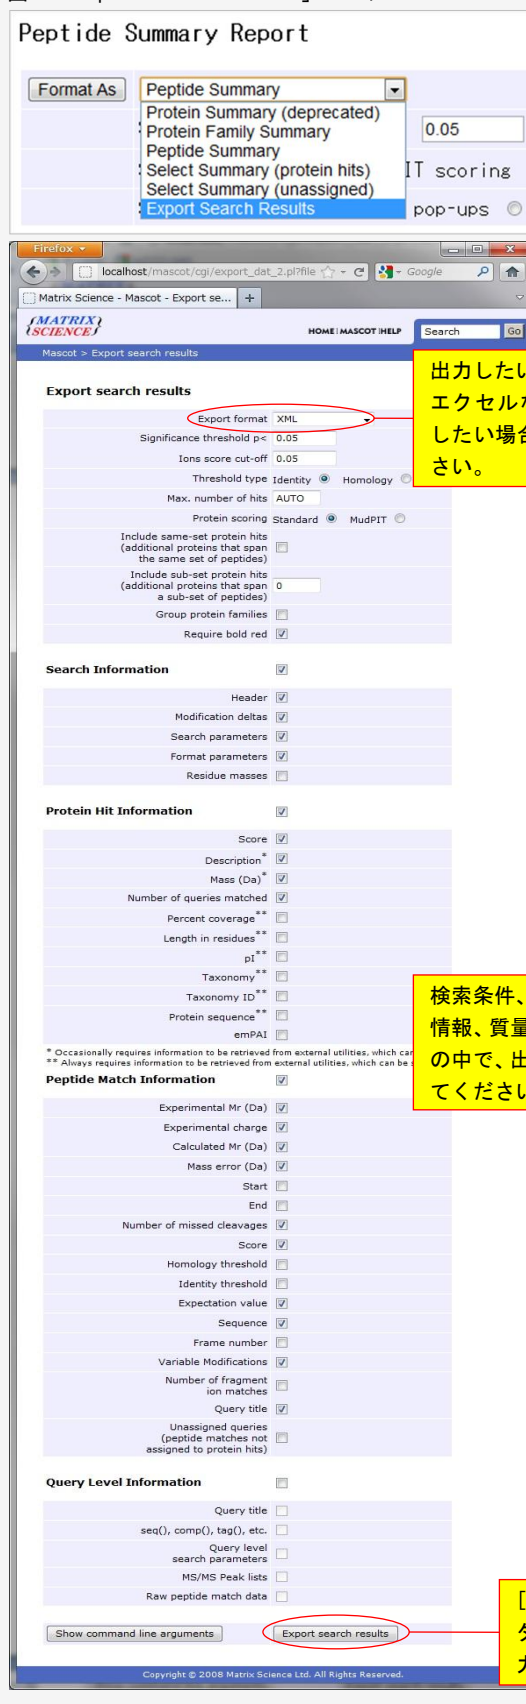 Peptide Summary Report
Format As
Peptide Summary
Protein Summary (deprecated)
Protein Family Summary
Peptide Summary
Select Summary (protein hits)
Select Summary (unassigned)
Export Search Results
0.05
IT scoring
pop-ups
Firefox
localhost/mascot/cgi/export_dat_2.pl?file
Google
Matrix Science - Mascot - Export se...
{MATRIX}
{SCIENCE}
HOME | MASCOT | HELP
Search
Go
Mascot > Export search results
出力したい
エクセルな
したい場合
さい。
Export search results
Export format XML
Significance threshold p< 0.05
Ions score cut-off 0.05
Threshold type Identity Homology
Max. number of hits AUTO
Protein scoring Standard MudPIT
Include same-set protein hits
(additional proteins that span
the same set of peptides)
Include sub-set protein hits
(additional proteins that span 0
a sub-set of peptides)
Group protein families
Require bold red
Search Information
Header
Modification deltas
Search parameters
Format parameters
Residue masses
Protein Hit Information
Score
Description*
Mass (Da)*
Number of queries matched
Percent coverage**
Length in residues**
pI**
Taxonomy**
Taxonomy ID**
Protein sequence**
emPAI
* Occasionally requires information to be retrieved from external utilities, which can
** Always requires information to be retrieved from external utilities, which can be s
検索条件、
情報、質量
の中で、出
てください
Peptide Match Information
Experimental Mr (Da)
Experimental charge
Calculated Mr (Da)
Mass error (Da)
Start
End
Number of missed cleavages
Score
Homology threshold
Identity threshold
Expectation value
Sequence
Frame number
Variable Modifications
Number of fragment
ion matches
Query title
Unassigned queries
(peptide matches not
assigned to protein hits)
Query Level Information
Query title
seq(), comp(), tag(), etc.
Query level
search parameters
MS/MS Peak lists
Raw peptide match data
Show command line arguments
Export search results
[
Copyright © 2008 Matrix Science Ltd. All Rights Reserved.